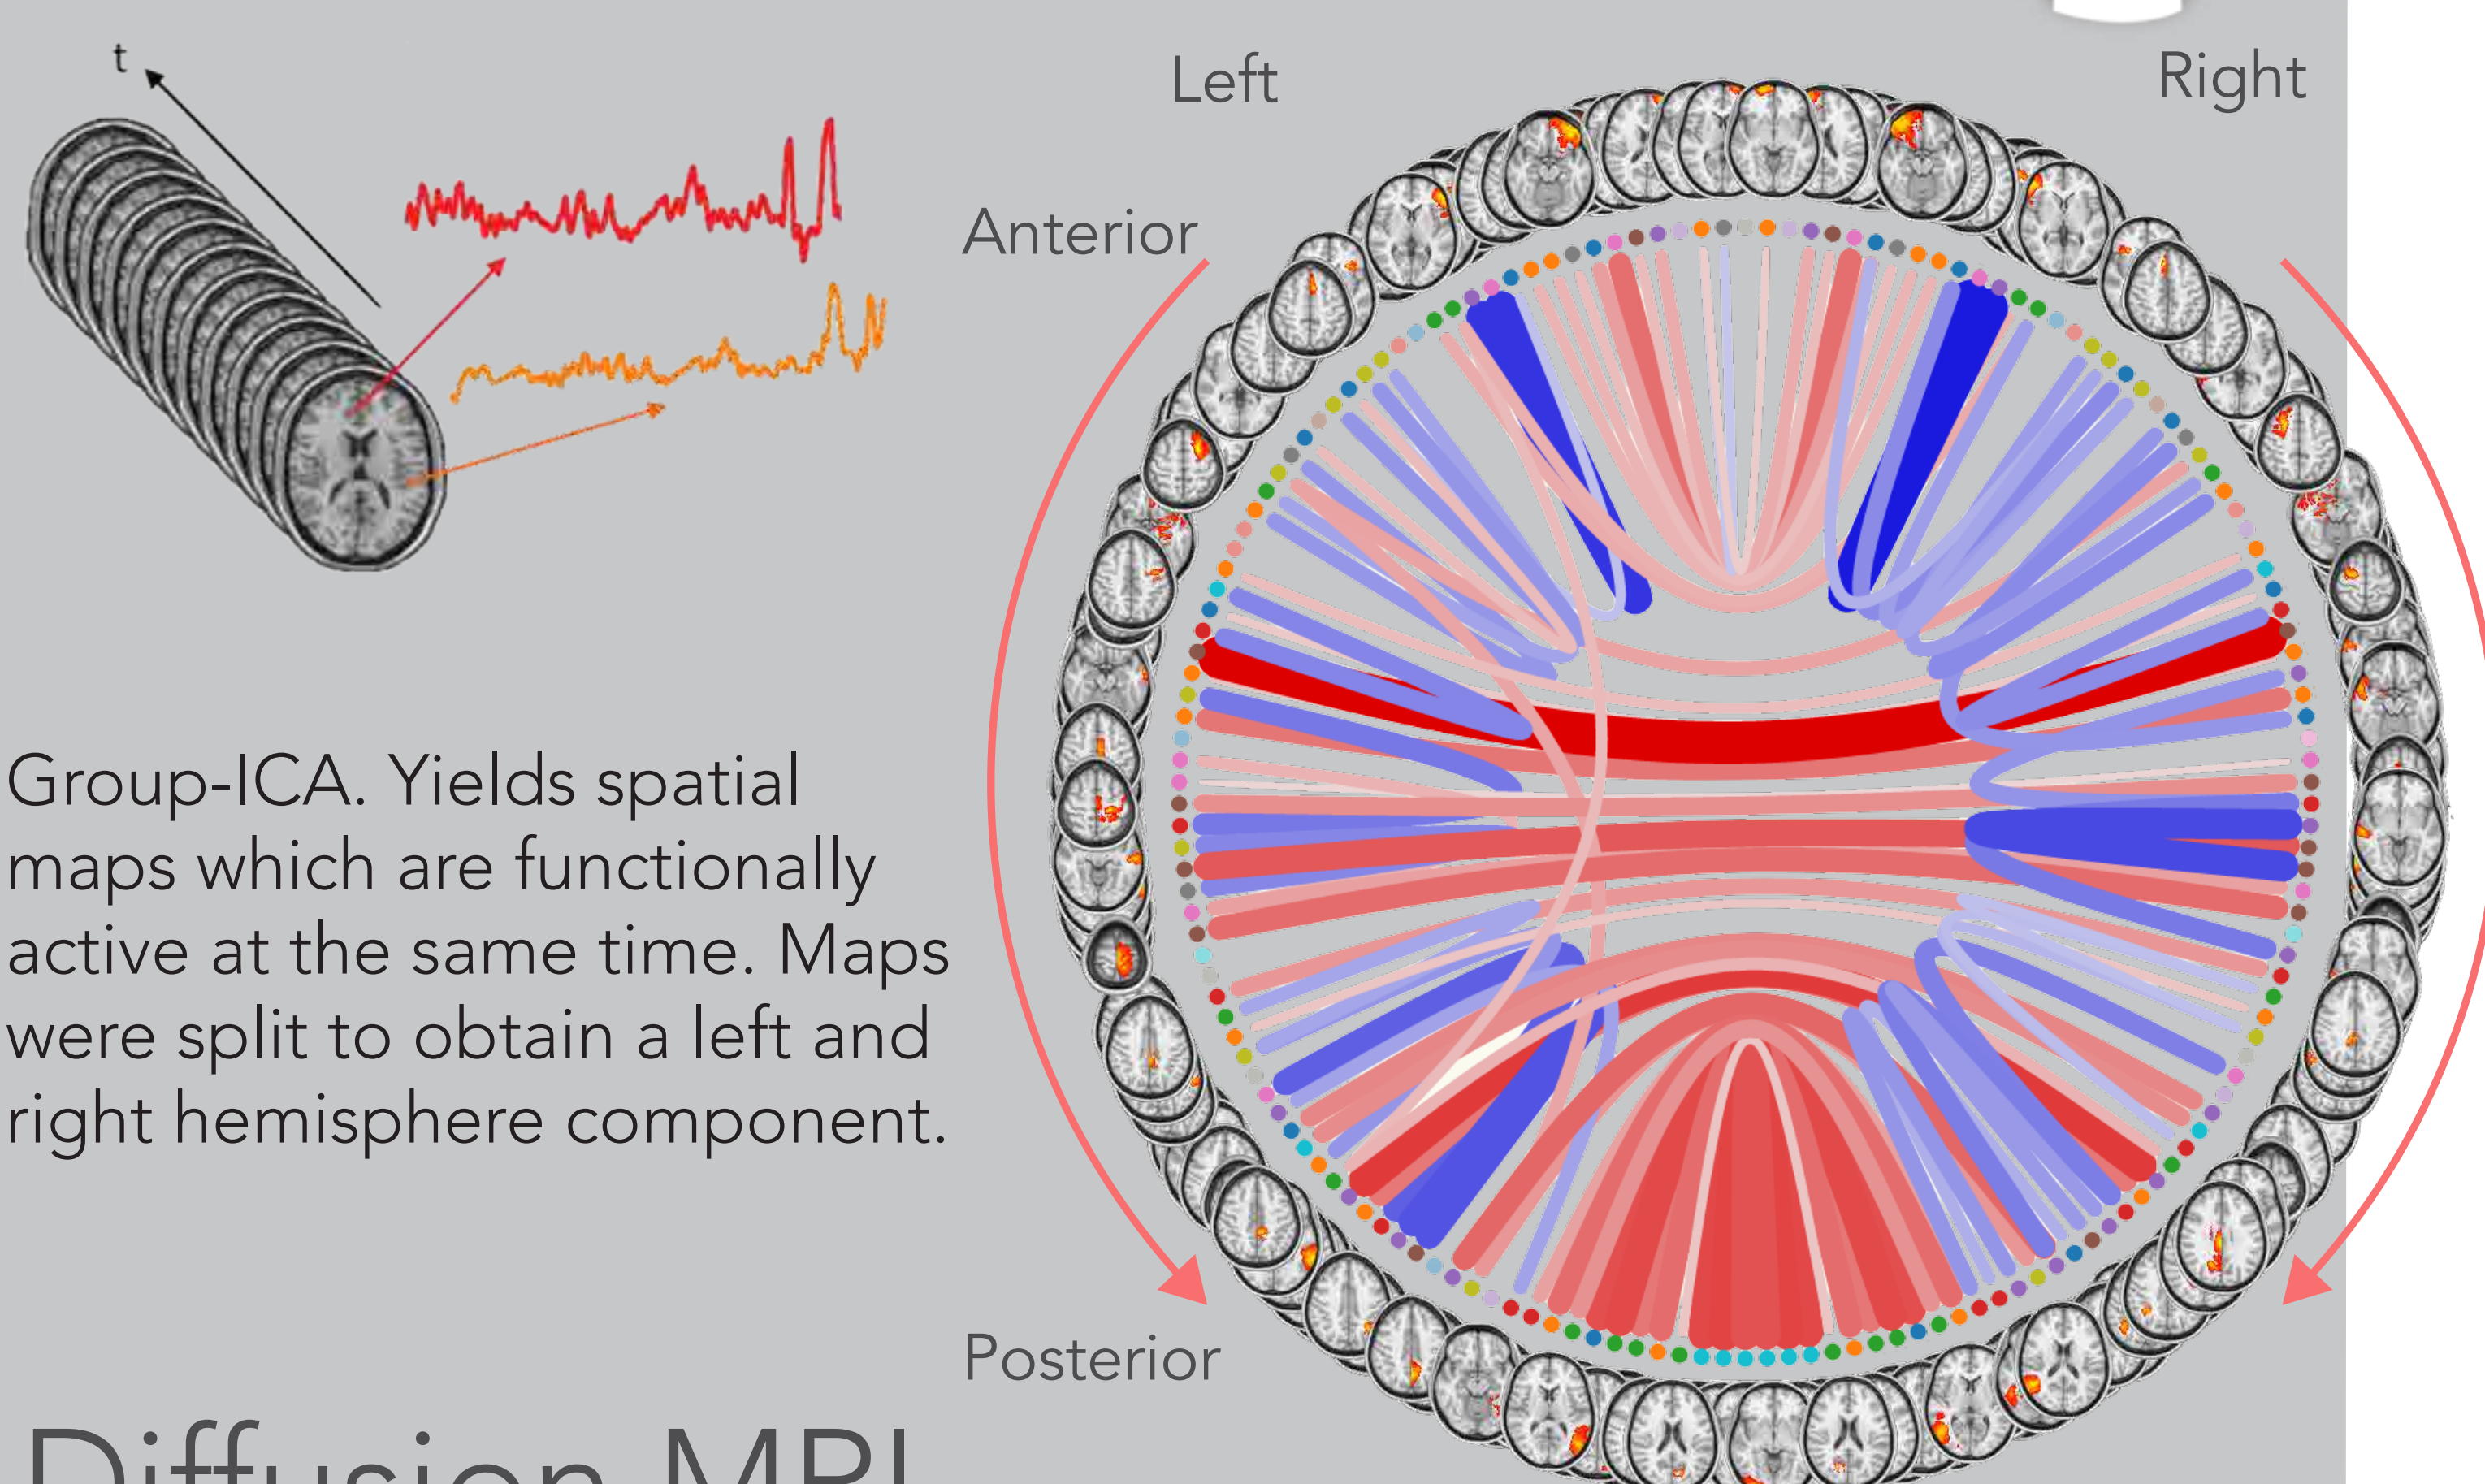 t
Left
Right
Anterior
Group-ICA. Yields spatial
maps which are functionally
active at the same time. Maps
were split to obtain a left and
right hemisphere component.
Posterior
Diffusion MRI